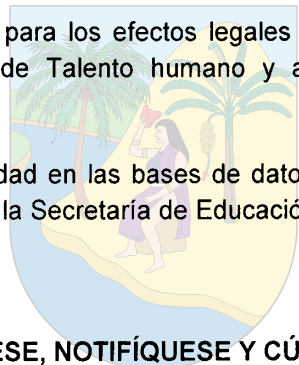 para los efectos legales
de Talento humano y a
dad en las bases de dato
la Secretaría de Educació
ESE, NOTIFÍQUESE Y CÚ